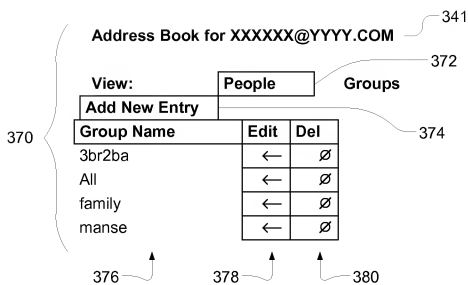 Address Book for XXXXXX@YYYY.COM
341
372
View: People Groups
Add New Entry
374
370
Group Name Edit Del
3br2ba ← ∅
All ← ∅
family ← ∅
manse ← ∅
376 378 380